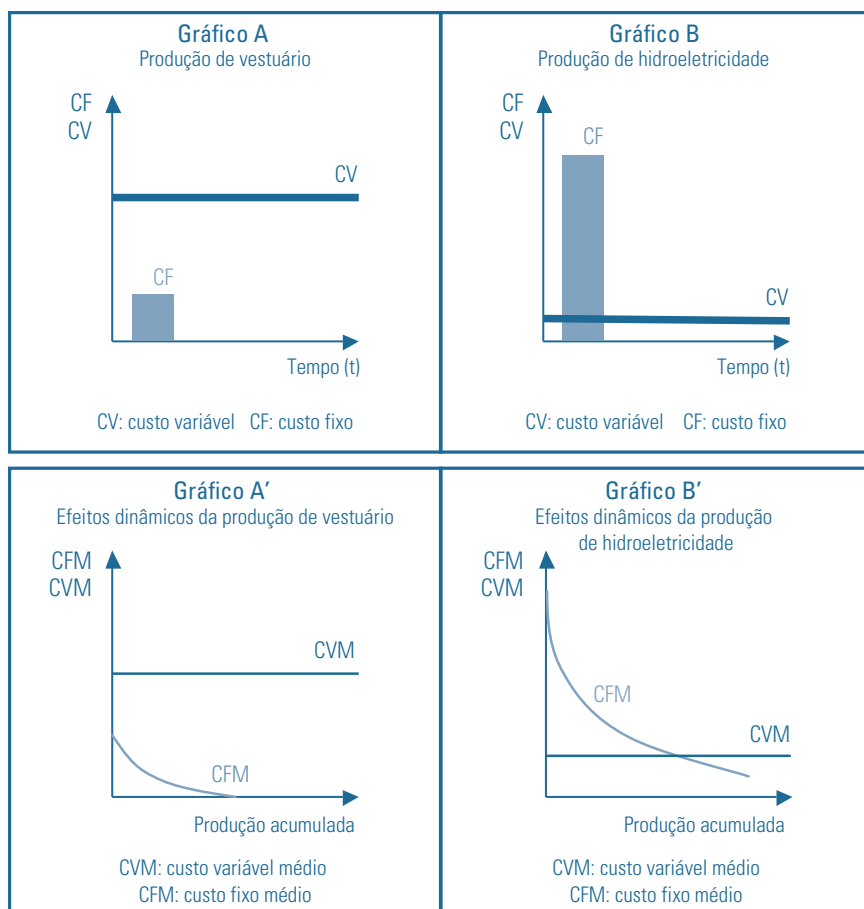 Gráfico A
Produção de vestuário
CF
CV
CV
CF
Tempo (t)
CV: custo variável CF: custo fixo
Gráfico B
Produção de hidroeletricidade
CF
CV
CF
CV
Tempo (t)
CV: custo variável CF: custo fixo
Gráfico A’
Efeitos dinâmicos da produção de vestuário
CFM
CVM
CVM
CFM
Produção acumulada
CVM: custo variável médio
CFM: custo fixo médio
Gráfico B’
Efeitos dinâmicos da produção
de hidroeletricidade
CFM
CVM
CFM
CVM
Produção acumulada
CVM: custo variável médio
CFM: custo fixo médio